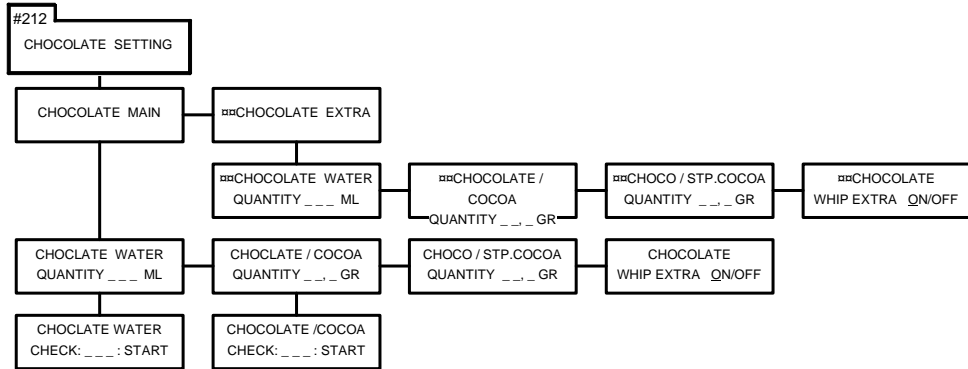 #212
CHOCOLATE SETTING
CHOCOLATE MAIN
¤¤CHOCOLATE EXTRA
¤¤CHOCOLATE WATER
QUANTITY _ _ _ ML
¤¤CHOCOLATE /
COCOA
QUANTITY _ _, _ GR
¤¤CHOCO / STP.COCOA
QUANTITY _ _, _ GR
¤¤CHOCOLATE
WHIP EXTRA ON/OFF
CHOCLATE WATER
QUANTITY _ _ _ ML
CHOCLATE / COCOA
QUANTITY _ _, _ GR
CHOCO / STP.COCOA
QUANTITY _ _, _ GR
CHOCOLATE
WHIP EXTRA ON/OFF
CHOCLATE WATER
CHECK: _ _ _ : START
CHOCOLATE /COCOA
CHECK: _ _ _ : START